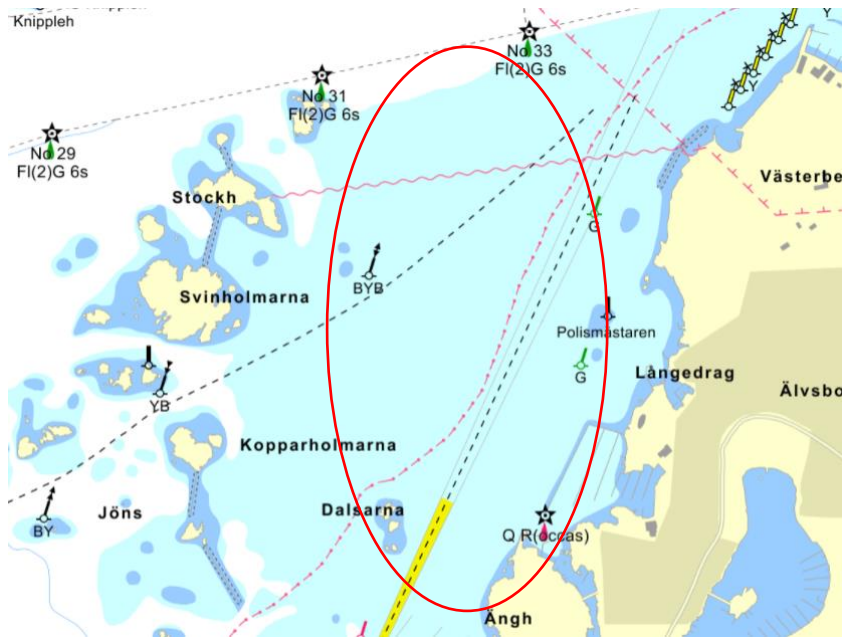 Knippleh
Y
No 33
Fl(2)G 6s
No 31
Fl(2)G 6s
No 29
Fl(2)G 6s
Y
Västerbe
Stockh
G
BYB
Svinholmarna
Polismästaren
G
Långedrag
YB
Älvsbo
Kopparholmarna
Dalsarna
Jöns
BY
Q R(occas)
Ängh